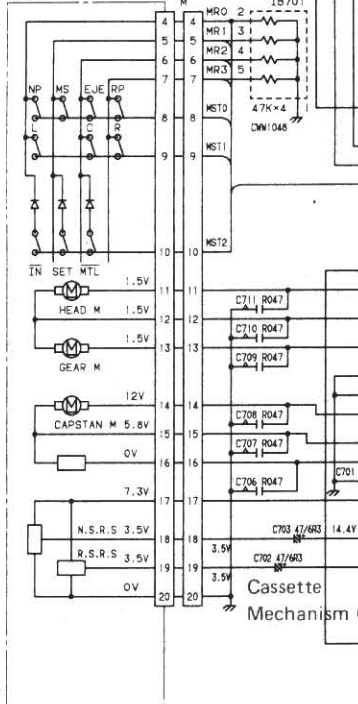 M
IB701
4 4 MR0 2
5 5 MR1 3
6 6 MR2 4
7 7 MR3 5
NP MS EJE RP
8 8 MST0
47K×4
CWW1048
L C R
9 9 MST1
10 10 MST2
IN SET MTL
1.5V 11 11
HEAD M 1.5V 12 12
1.5V 13 13
GEAR M
C711 R047
C710 R047
C709 R047
12V 14 14
CAPSTAN M 5.8V 15 15
0V 16 16
C708 R047
C707 R047
C706 R047
C701
7.3V 17 17
N.S.R.S 3.5V 18 18 3.5V C703 47/6R3 14.4V
R.S.R.S 3.5V 19 19 3.5V C702 47/6R3
0V 20 20
Cassette
Mechanism